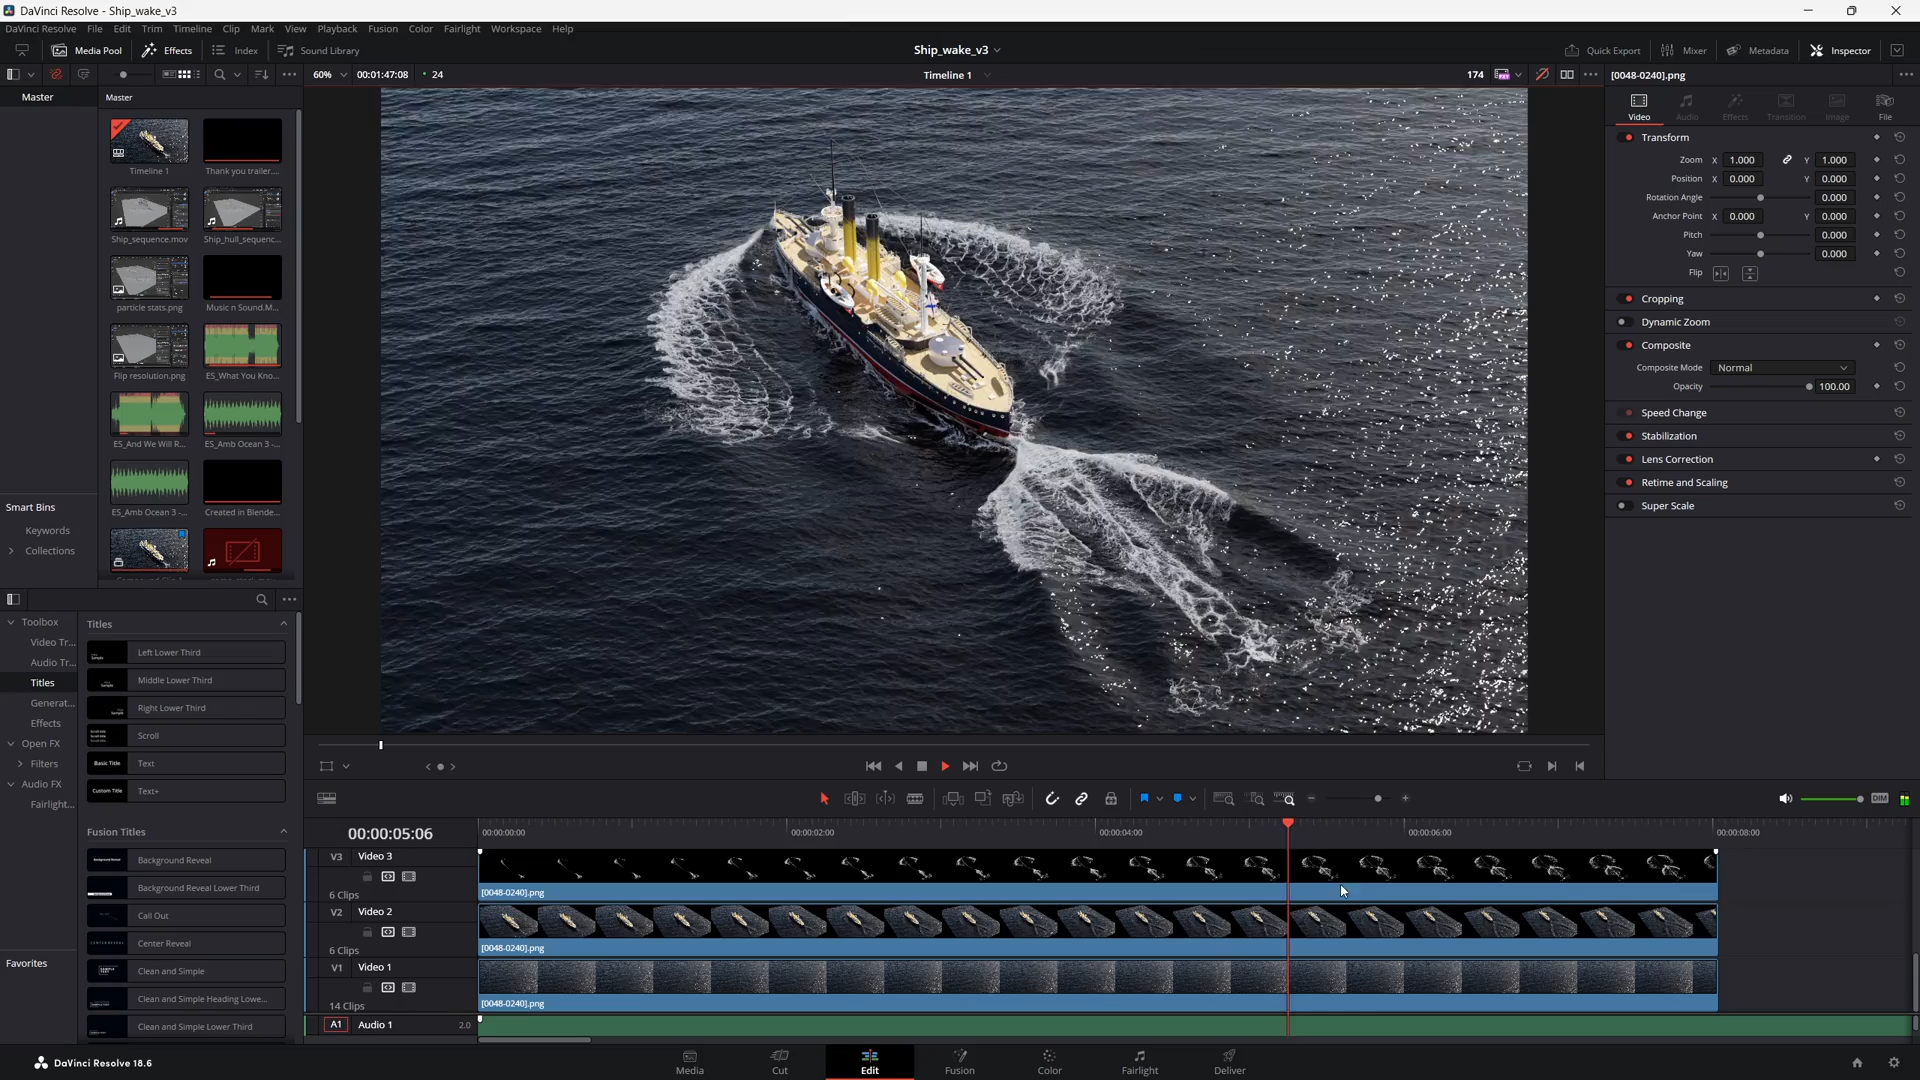 DaVinci Resolve - Ship_wake_v3
DaVinci Resolve File Edit Trim Timeline Clip Mark View Playback Fusion Color Fairlight Workspace Help
Media Pool Effects Index Sound Library Ship_wake_v3 Quick Export Mixer Metadata Inspector
60% 00:01:47:08 24 Timeline 1 174 [0048-0240].png
Master Master
Timeline 1 Thank you trailer....
Ship_sequence.mov Ship_hull_sequenc...
particle stats.png Music n Sound.M...
Flip resolution.png ES_What You Kno...
ES_And We Will R... ES_Amb Ocean 3 -...
ES_Amb Ocean 3 -... Created in Blende...
Smart Bins
Keywords
Collections
Video Audio Effects Transition Image File
Transform
Zoom X 1.000 Y 1.000
Position X 0.000 Y 0.000
Rotation Angle 0.000
Anchor Point X 0.000 Y 0.000
Pitch 0.000
Yaw 0.000
Flip
Cropping
Dynamic Zoom
Composite
Composite Mode Normal
Opacity 100.00
Speed Change
Stabilization
Lens Correction
Retime and Scaling
Super Scale
Toolbox
Video Tr...
Audio Tr...
Titles
Generat...
Effects
Open FX
Filters
Audio FX
Fairlight...
Favorites
Titles
Left Lower Third
Middle Lower Third
Right Lower Third
Scroll
Basic Title Text
Custom Title Text+
Fusion Titles
Background Reveal
Background Reveal Lower Third
Call Out
Center Reveal
Clean and Simple
Clean and Simple Heading Lowe...
Clean and Simple Lower Third
DIM
00:00:05:06 00:00:00:00 00:00:02:00 00:00:04:00 00:00:06:00 00:00:08:00
V3 Video 3
6 Clips [0048-0240].png
V2 Video 2
6 Clips [0048-0240].png
V1 Video 1
14 Clips [0048-0240].png
A1 Audio 1 2.0
DaVinci Resolve 18.6 Media Cut Edit Fusion Color Fairlight Deliver